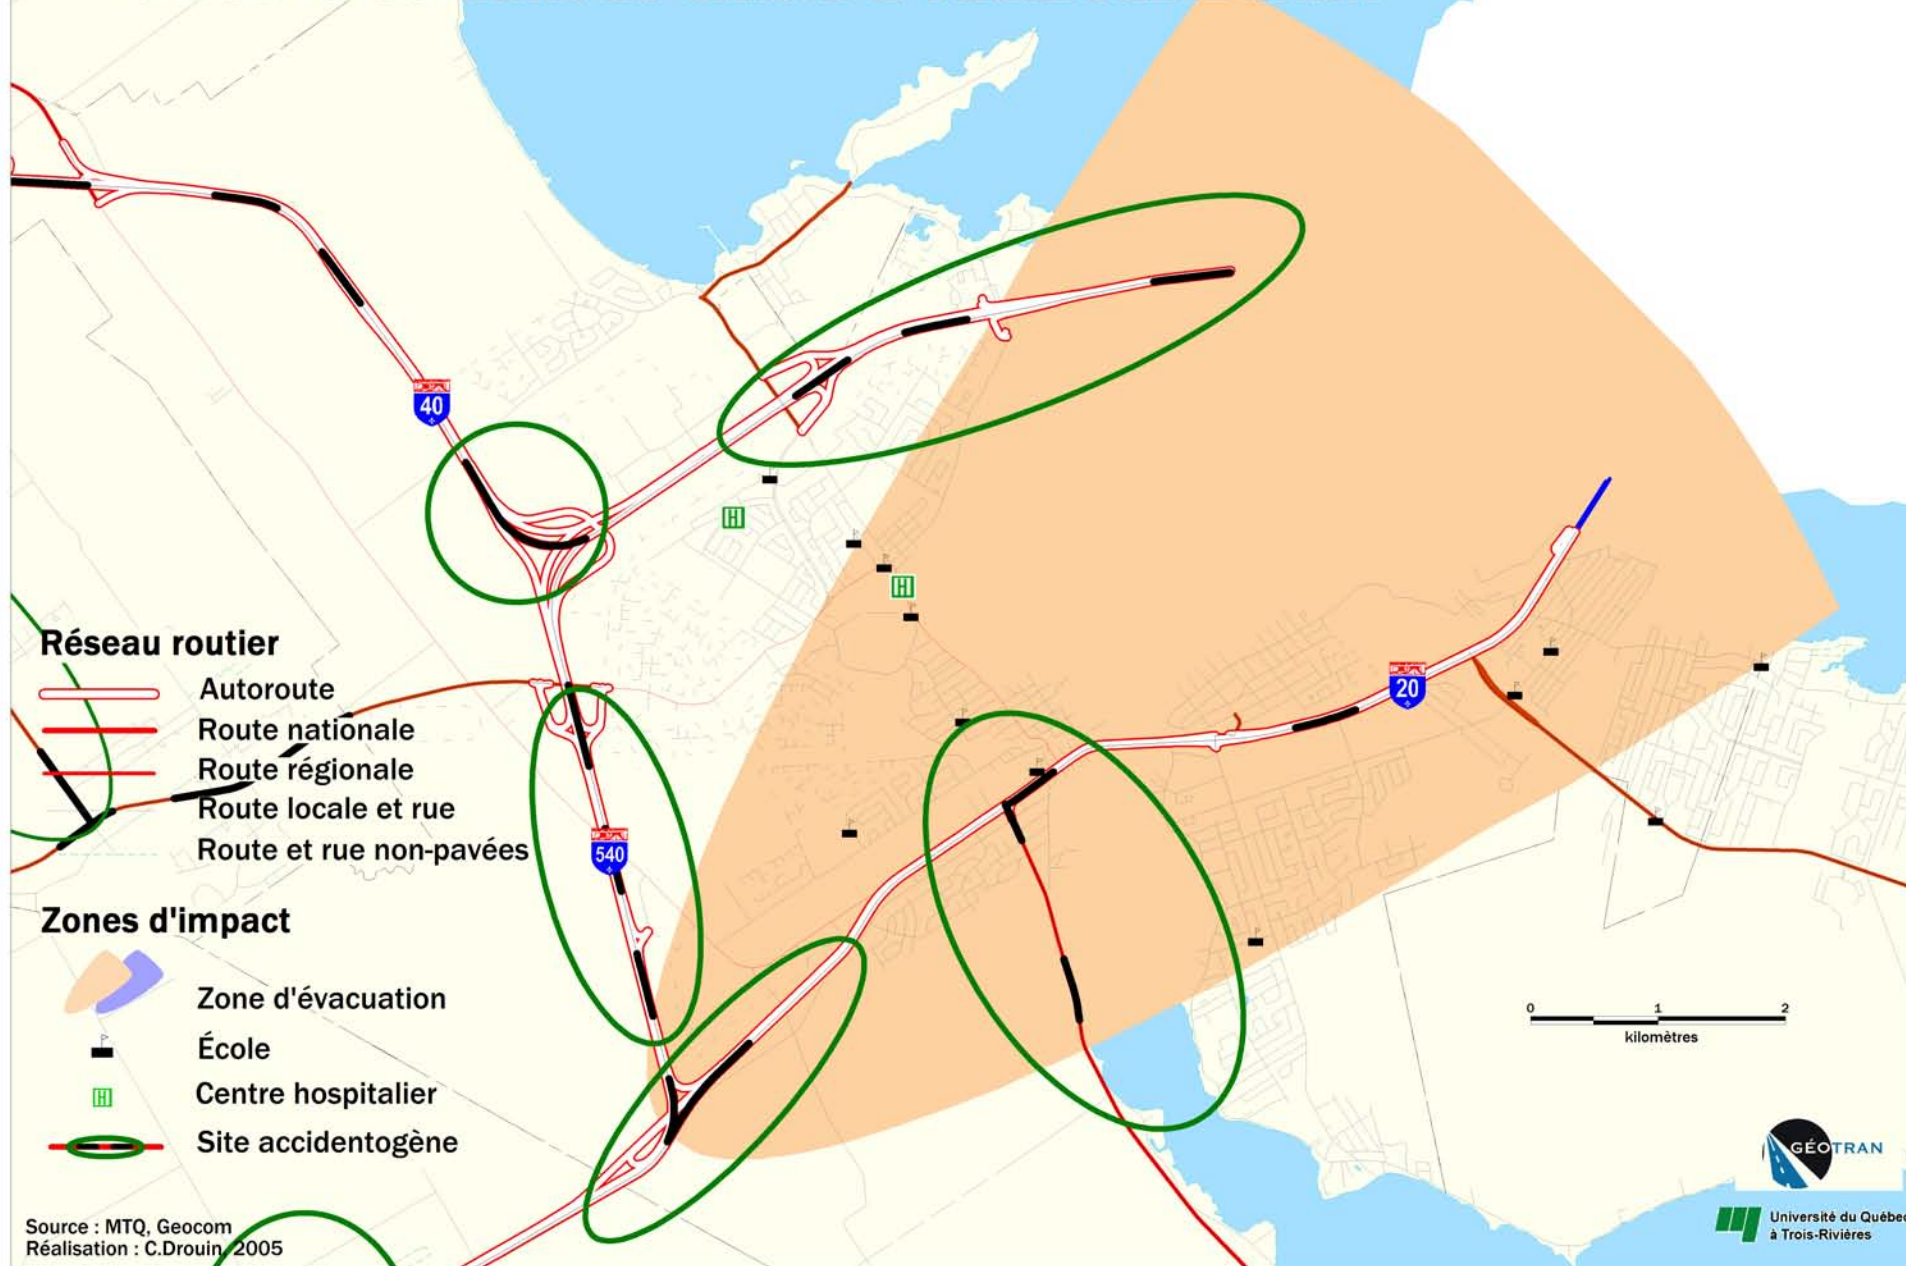 40
20
540
Réseau routier
Autoroute
Route nationale
Route régionale
Route locale et rue
Route et rue non-pavées
Zones d'impact
Zone d'évacuation
École
H Centre hospitalier
Site accidentogène
H
H
0 1 2
kilomètres
GÉOTRAN
Université du Québec
à Trois-Rivières
Source : MTQ, Geocom
Réalisation : C.Drouin, 2005